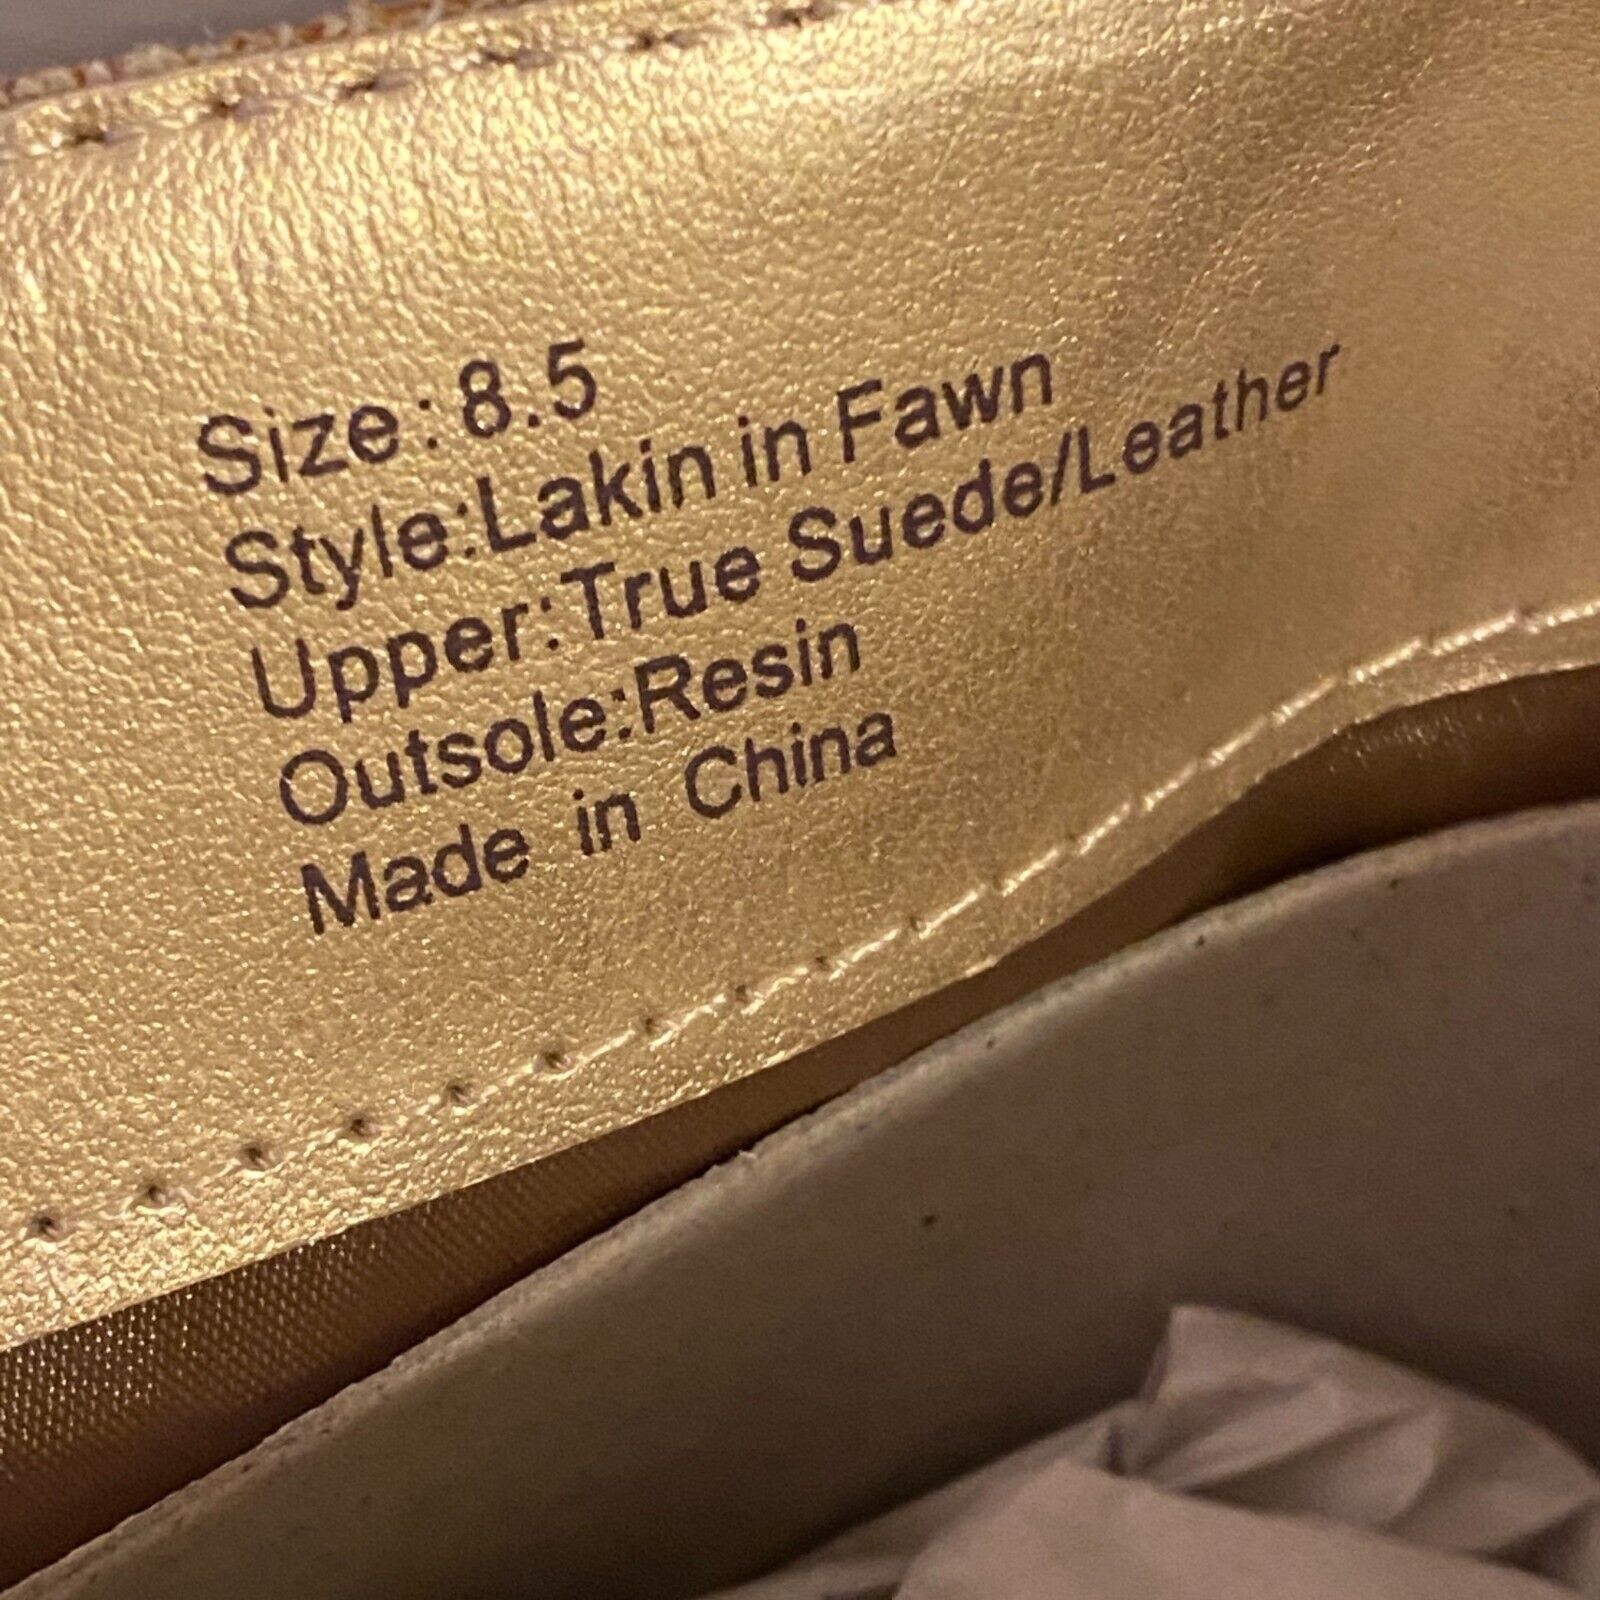 Size: 8.5
Style:Lakin in Fawn
Upper:True Suede/Leather
Outsole:Resin
Made in China